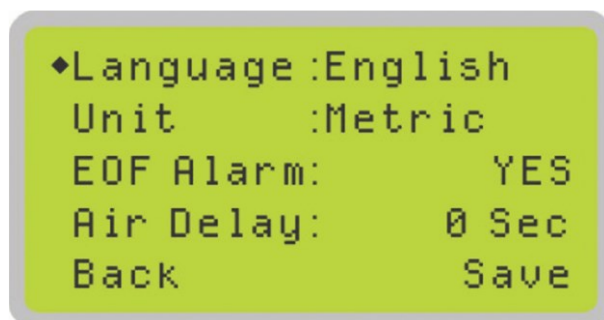 ◆Language:English
Unit :Metric
EOF Alarm: YES
Air Delay: 0 Sec
Back Save